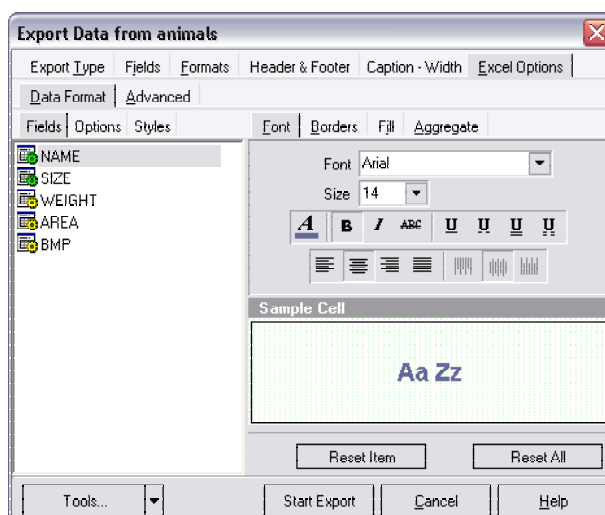 Export Data from animals
Export Type Fields Formats Header & Footer Caption - Width Excel Options
Data Format Advanced
Fields Options Styles
Font Borders Fill Aggregate
NAME
SIZE
WEIGHT
AREA
BMP
Font Arial
Size 14
A B I ABC U U U U
Sample Cell
Aa Zz
Reset Item Reset All
Tools... Start Export Cancel Help